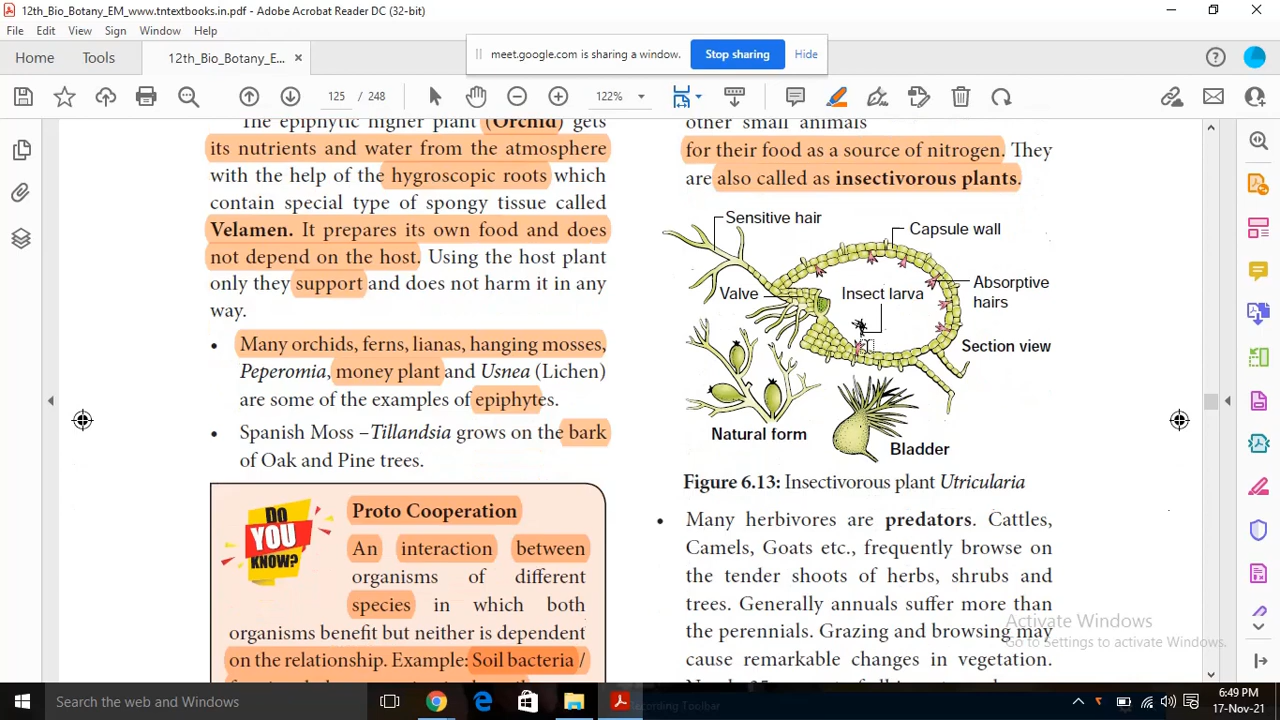 12th_Bio_Botany_EM_www.tntextbooks.in.pdf - Adobe Acrobat Reader DC (32-bit)
File Edit View Sign Window Help
Home Tools 12th_Bio_Botany_E... ×
meet.google.com is sharing a window. Stop sharing Hide
125 / 248 122%
The epiphytic higher plant (Orchid) gets
its nutrients and water from the atmosphere
with the help of the hygroscopic roots which
contain special type of spongy tissue called
Velamen. It prepares its own food and does
not depend on the host. Using the host plant
only they support and does not harm it in any
way.
• Many orchids, ferns, lianas, hanging mosses,
Peperomia, money plant and Usnea (Lichen)
are some of the examples of epiphytes.
• Spanish Moss –Tillandsia grows on the bark
of Oak and Pine trees.
DO
YOU
KNOW?
Proto Cooperation
An interaction between
organisms of different
species in which both
organisms benefit but neither is dependent
on the relationship. Example: Soil bacteria /
other small animals
for their food as a source of nitrogen. They
are also called as insectivorous plants.
Sensitive hair
Capsule wall
Valve
Insect larva
Absorptive
hairs
Section view
Natural form
Bladder
Figure 6.13: Insectivorous plant Utricularia
• Many herbivores are predators. Cattles,
Camels, Goats etc., frequently browse on
the tender shoots of herbs, shrubs and
trees. Generally annuals suffer more than
the perennials. Grazing and browsing may
cause remarkable changes in vegetation.
Activate Windows
Go to Settings to activate Windows.
Search the web and Windows
Recording Toolbar
6:49 PM
17-Nov-21